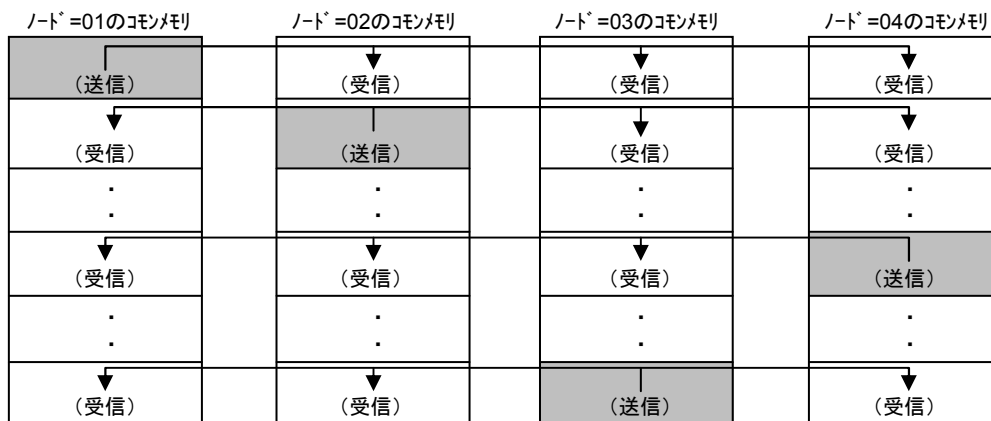 ﾉｰﾄﾞ=01のｺﾓﾝﾒﾓﾘ ﾉｰﾄﾞ=02のｺﾓﾝﾒﾓﾘ ﾉｰﾄﾞ=03のｺﾓﾝﾒﾓﾘ ﾉｰﾄﾞ=04のｺﾓﾝﾒﾓﾘ
（送信） （受信） （受信） （受信）
（受信） （送信） （受信） （受信）
・ ・ ・ ・
・ ・ ・ ・
（受信） （受信） （受信） （送信）
・ ・ ・ ・
・ ・ ・ ・
（受信） （受信） （送信） （受信）